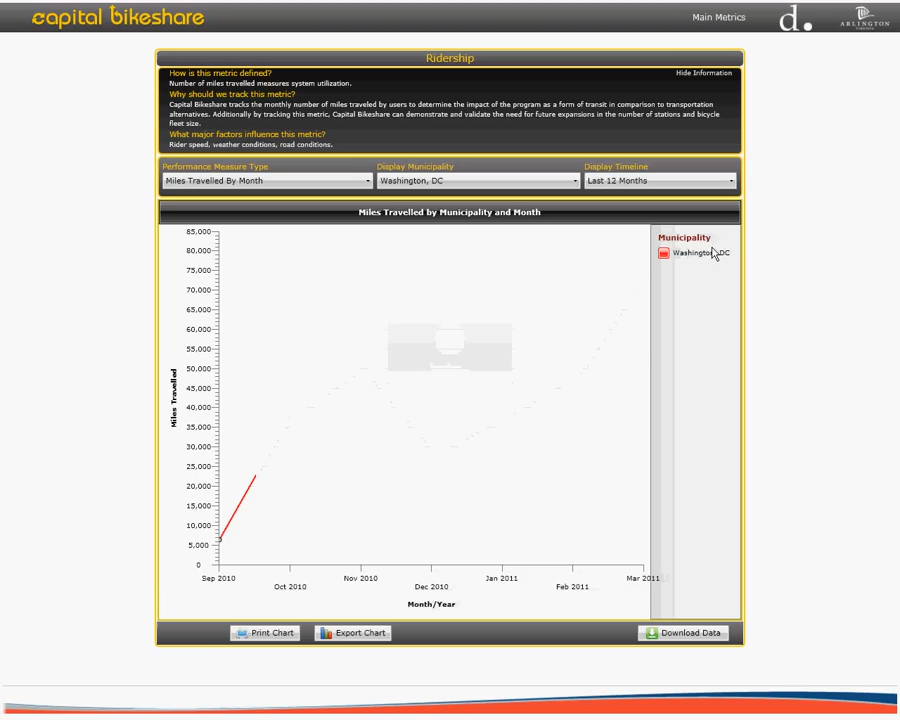 capital bikeshare
Main Metrics
d.
ARLINGTON
Ridership
How is this metric defined?
Hide Information
Number of miles travelled measures system utilization.
Why should we track this metric?
Capital Bikeshare tracks the monthly number of miles traveled by users to determine the impact of the program as a form of transit in comparison to transportation
alternatives. Additionally by tracking this metric, Capital Bikeshare can demonstrate and validate the need for future expansions in the number of stations and bicycle
fleet size.
What major factors influence this metric?
Rider speed, weather conditions, road conditions.
Performance Measure Type
Display Municipality
Display Timeline
Miles Travelled By Month
Washington, DC
Last 12 Months
Miles Travelled by Municipality and Month
Municipality
Washington, DC
85,000
80,000
75,000
70,000
65,000
60,000
55,000
50,000
45,000
40,000
35,000
30,000
25,000
20,000
15,000
10,000
5,000
0
Miles Travelled
Sep 2010
Oct 2010
Nov 2010
Dec 2010
Jan 2011
Feb 2011
Mar 2011
Month/Year
Print Chart
Export Chart
Download Data